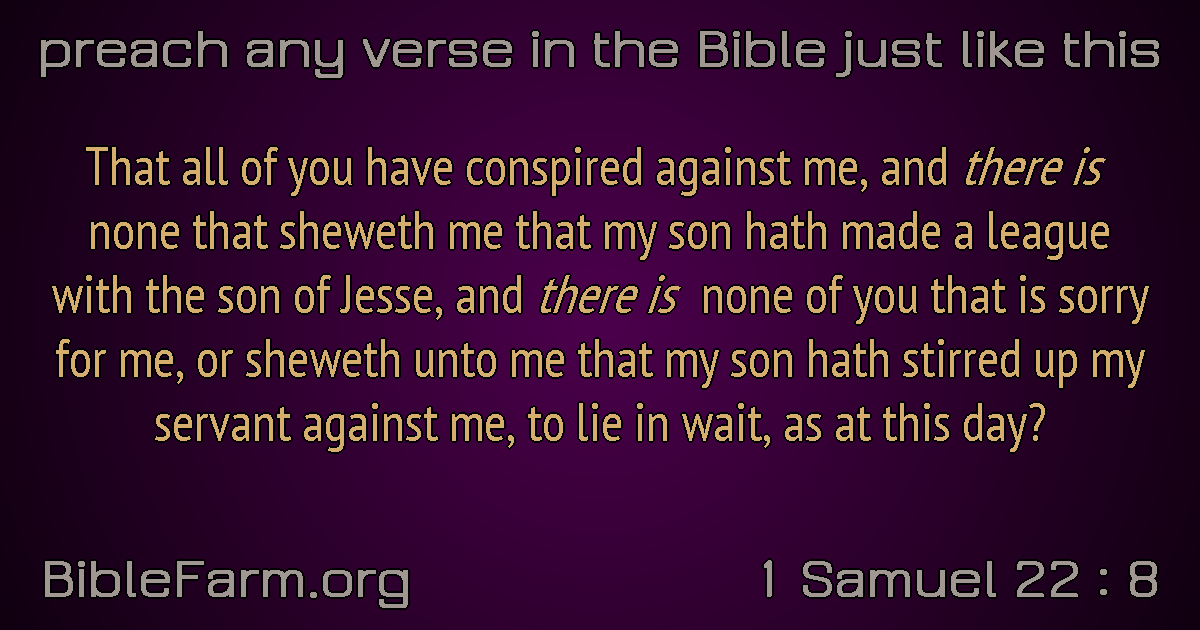 preach any verse in the Bible just like this
That all of you have conspired against me, and there is
none that sheweth me that my son hath made a league
with the son of Jesse, and there is none of you that is sorry
for me, or sheweth unto me that my son hath stirred up my
servant against me, to lie in wait, as at this day?
BibleFarm.org
1 Samuel 22 : 8